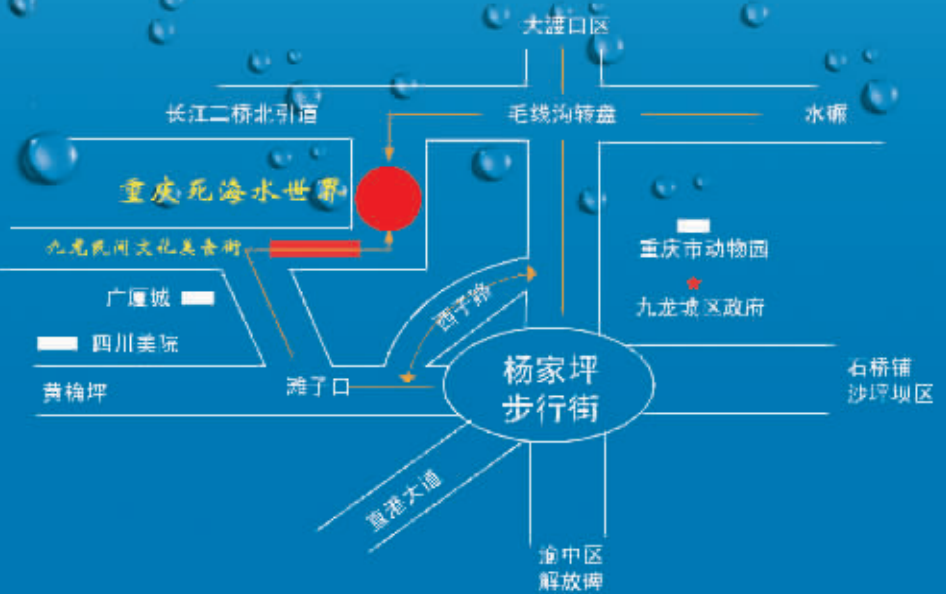 大渡口区
长江二桥北引道
毛线沟转盘
水碾
重庆死海水世界
九龙民间文化美食街
重庆市动物园
广厦城
西子路
九龙坡区政府
四川美院
黄桷坪
滩子口
杨家坪
步行街
石桥铺
沙坪坝区
直港大道
渝中区
解放碑